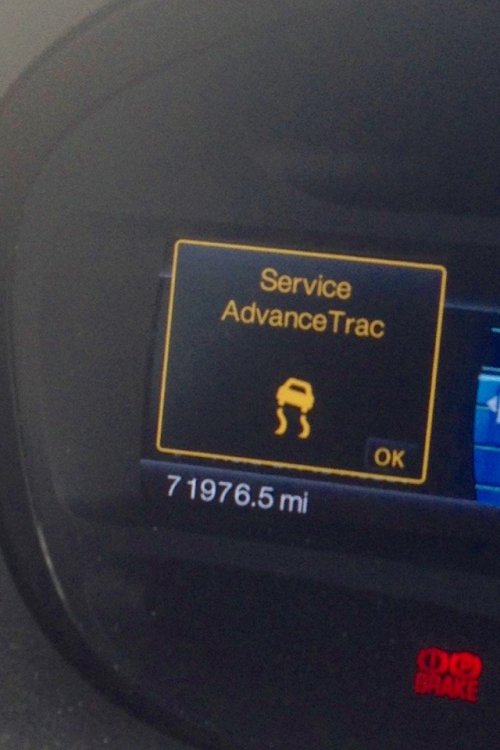 Service
AdvanceTrac
OK
71976.5 mi
BRAKE